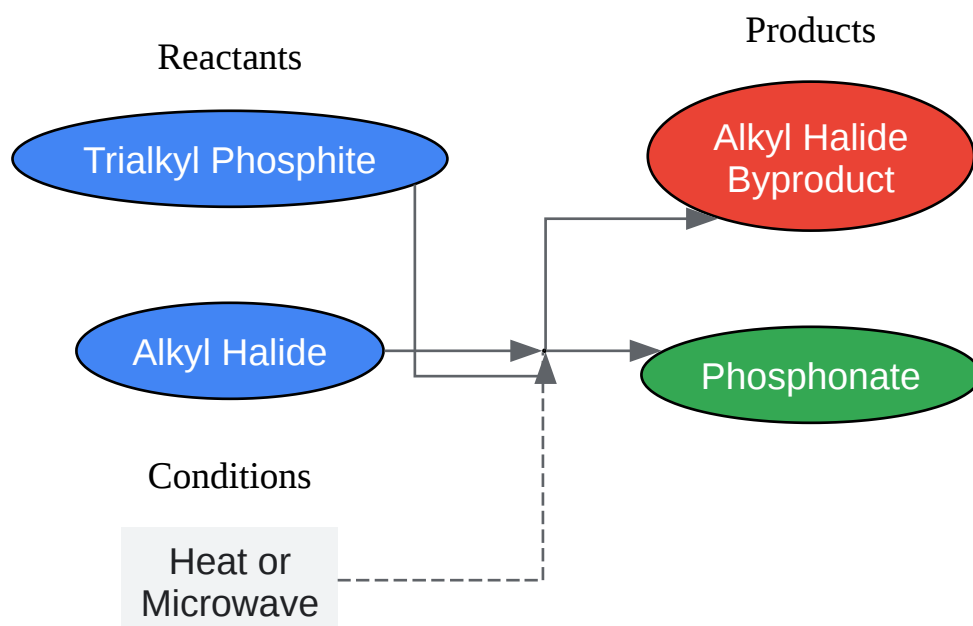 Reactants
Trialkyl Phosphite
Alkyl Halide
Conditions
Heat or
Microwave
Products
Alkyl Halide
Byproduct
Phosphonate